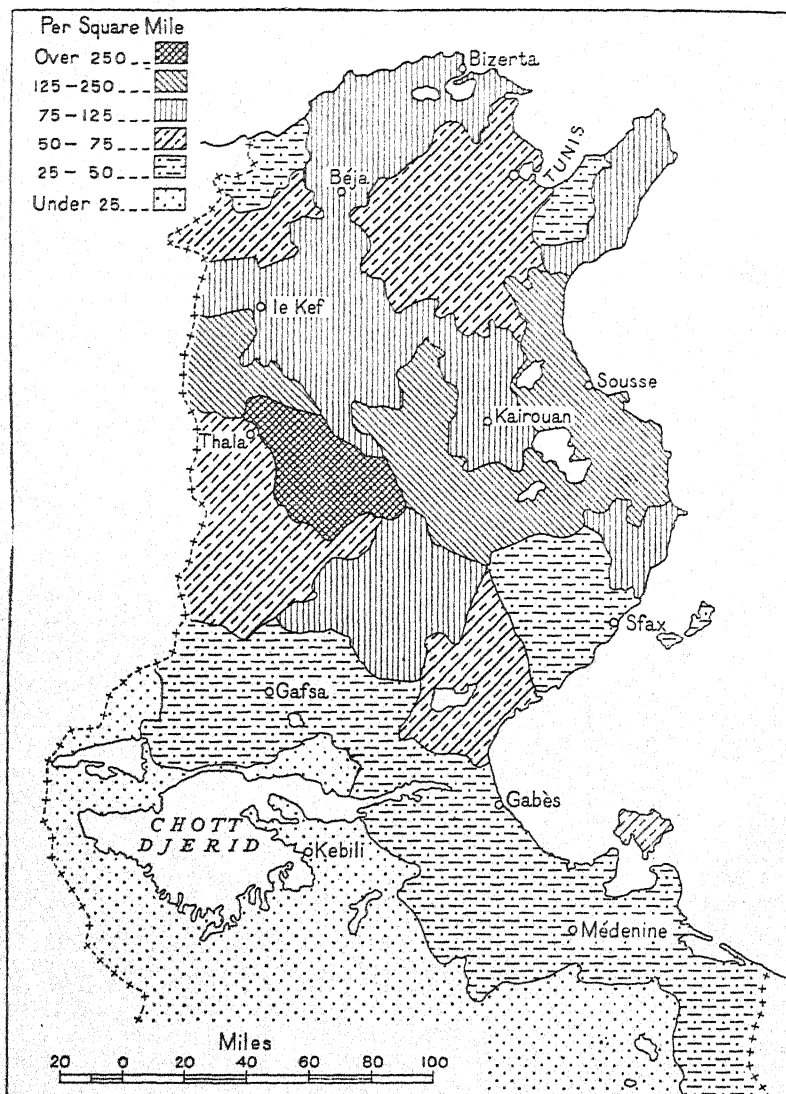 Per Square Mile
Over 250
125-250
75-125
50-75
25-50
Under 25
Bizerta
TUNIS
Béja
le Kef
Sousse
Kairouan
Thala
Sfax
Gafsa
Gabès
CHOTT
DJERID
Kebili
Médenine
Miles
20 0 20 40 60 80 100